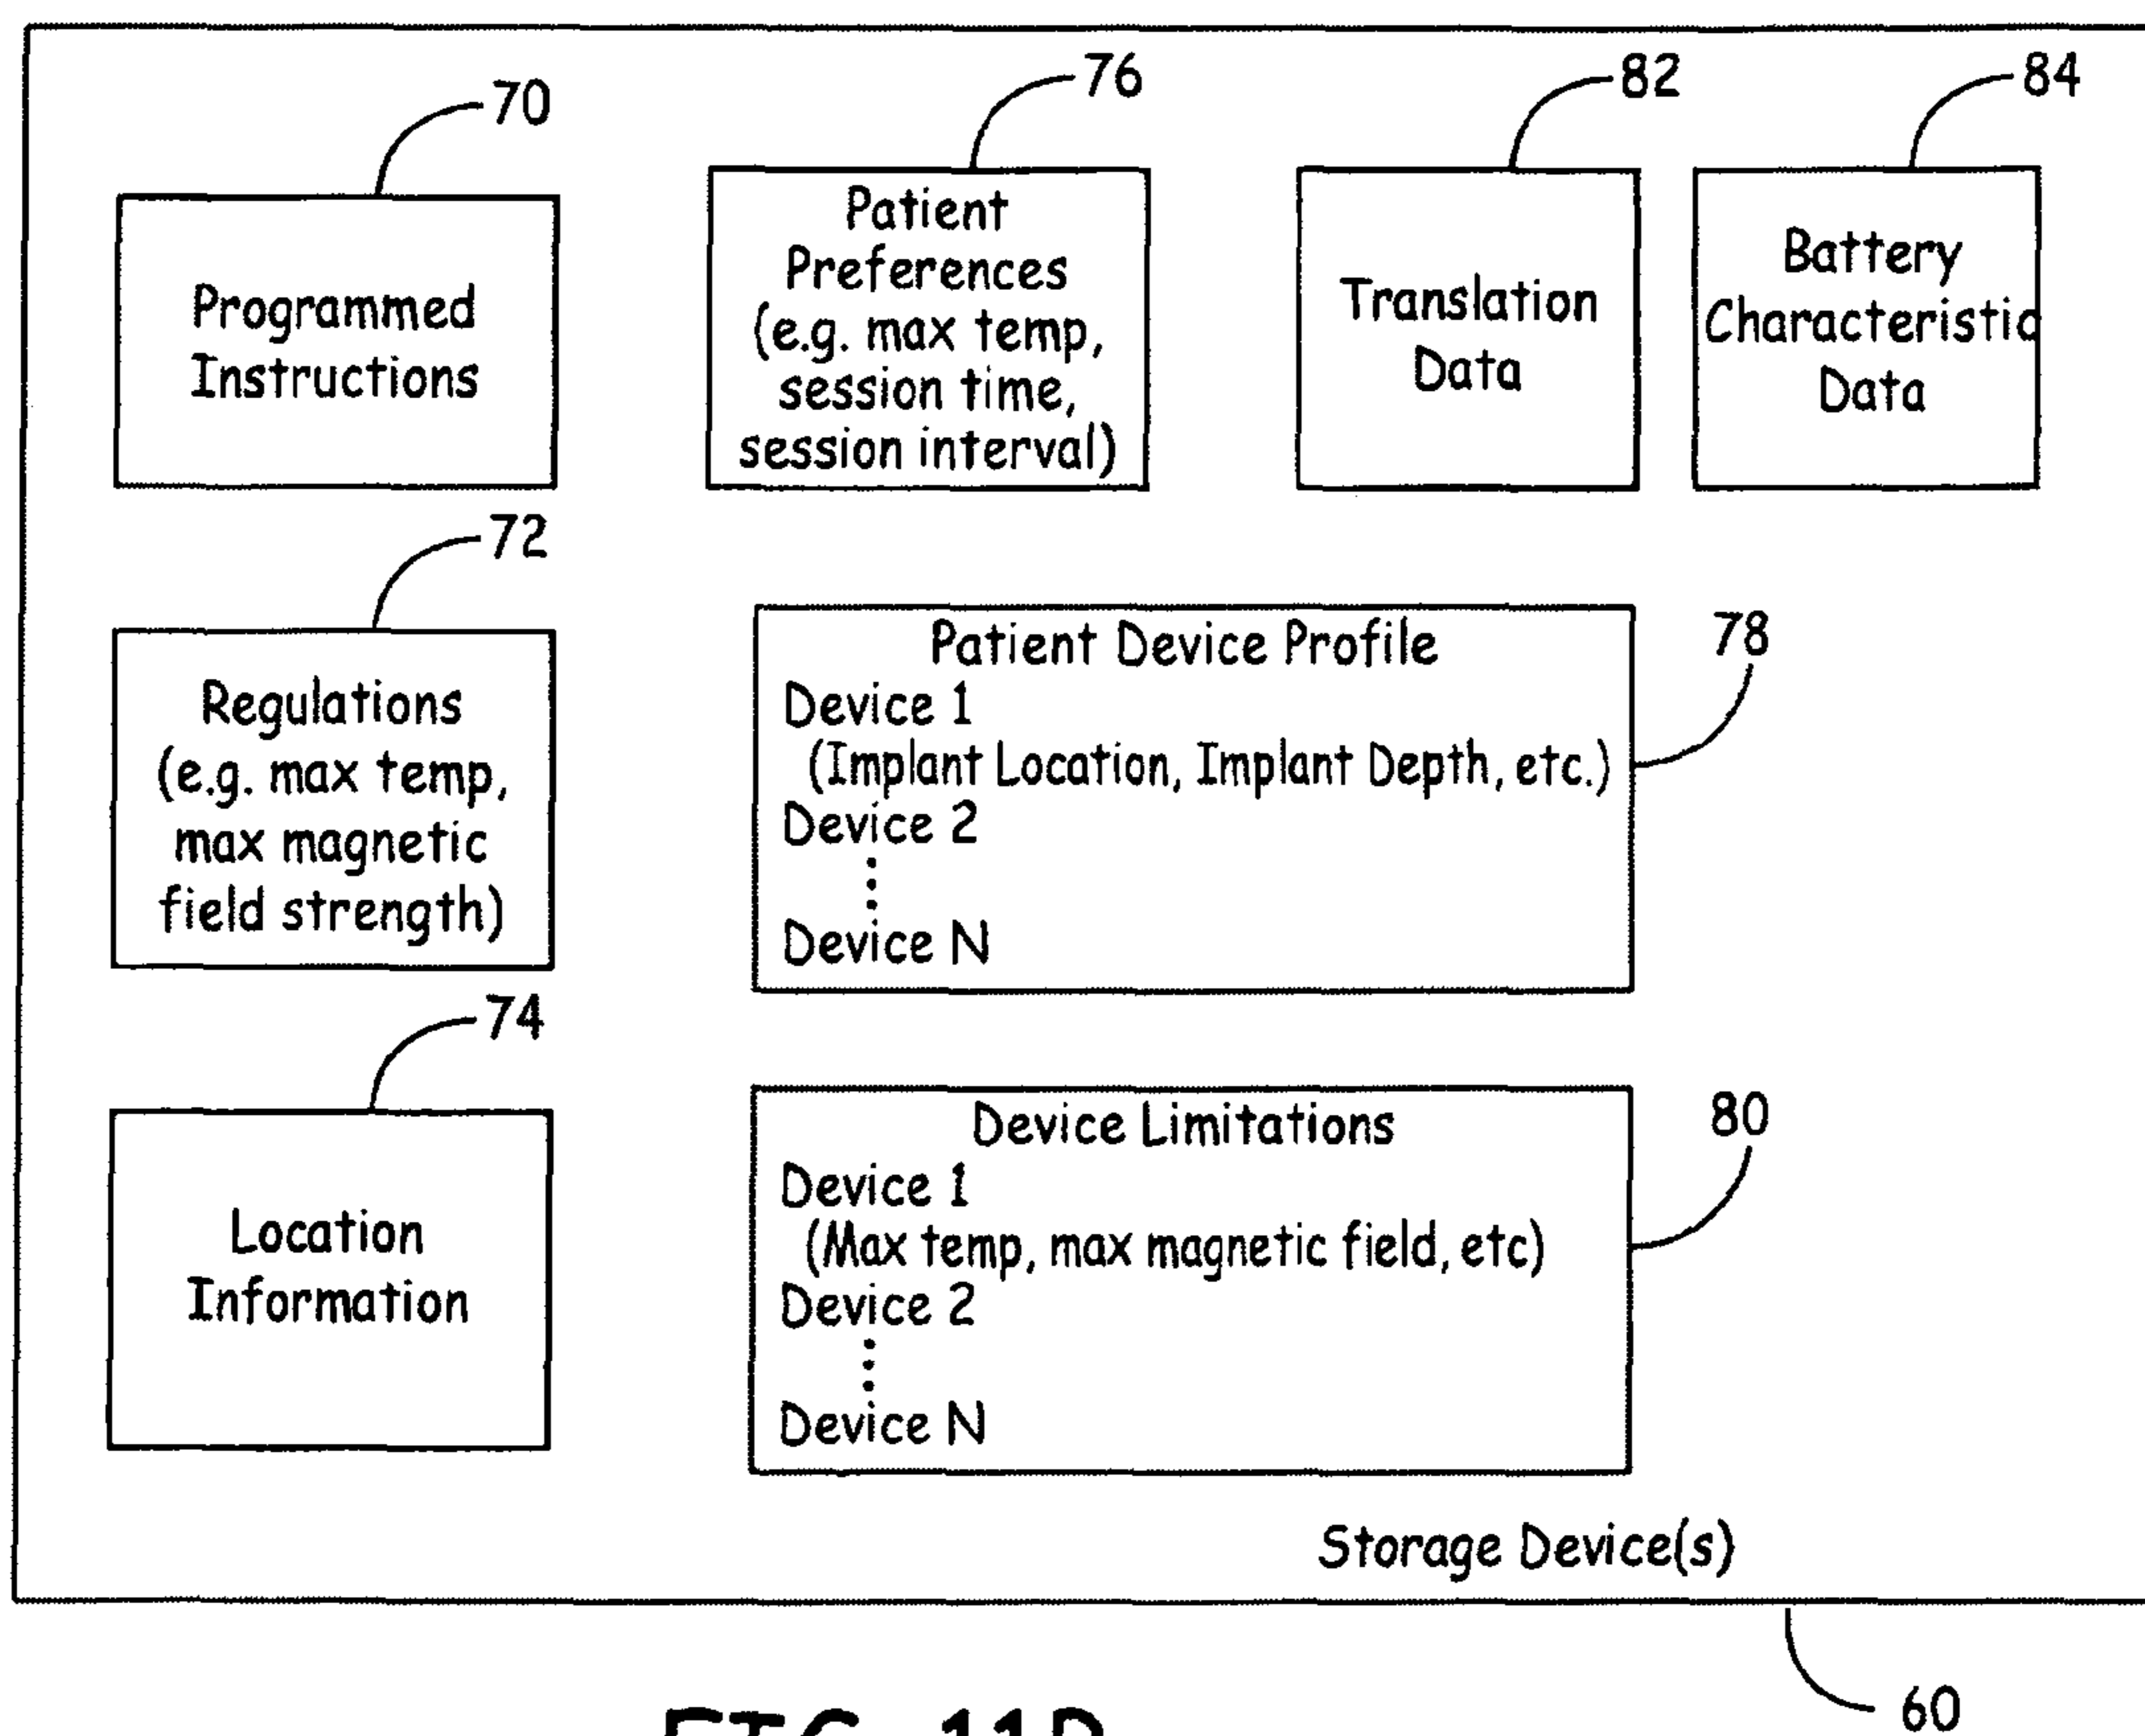 70
76
82
84
Programmed
Instructions
Patient
Preferences
(e.g. max temp,
session time,
session interval)
Translation
Data
Battery
Characteristic
Data
72
Regulations
(e.g. max temp,
max magnetic
field strength)
Patient Device Profile
Device 1
(Implant Location, Implant Depth, etc.)
Device 2
Device N
78
74
Location
Information
Device Limitations
Device 1
(Max temp, max magnetic field, etc)
Device 2
Device N
80
Storage Device(s)
60